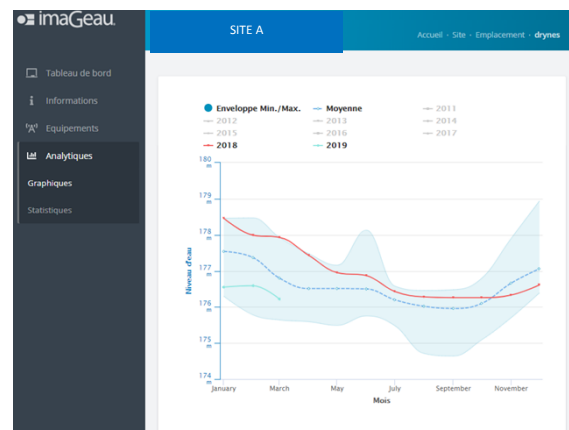 imaGeau.
SITE A
Accueil - Site - Emplacement - drynes
Tableau de bord
Informations
Equipements
Analytiques
Graphiques
Statistiques
Enveloppe Min./Max. Moyenne 2011
2012 2013 2014
2015 2016 2017
2018 2019
180 m
179 m
178 m
177 m
176 m
175 m
174 m
Niveau d'eau
January March May July September November
Mois